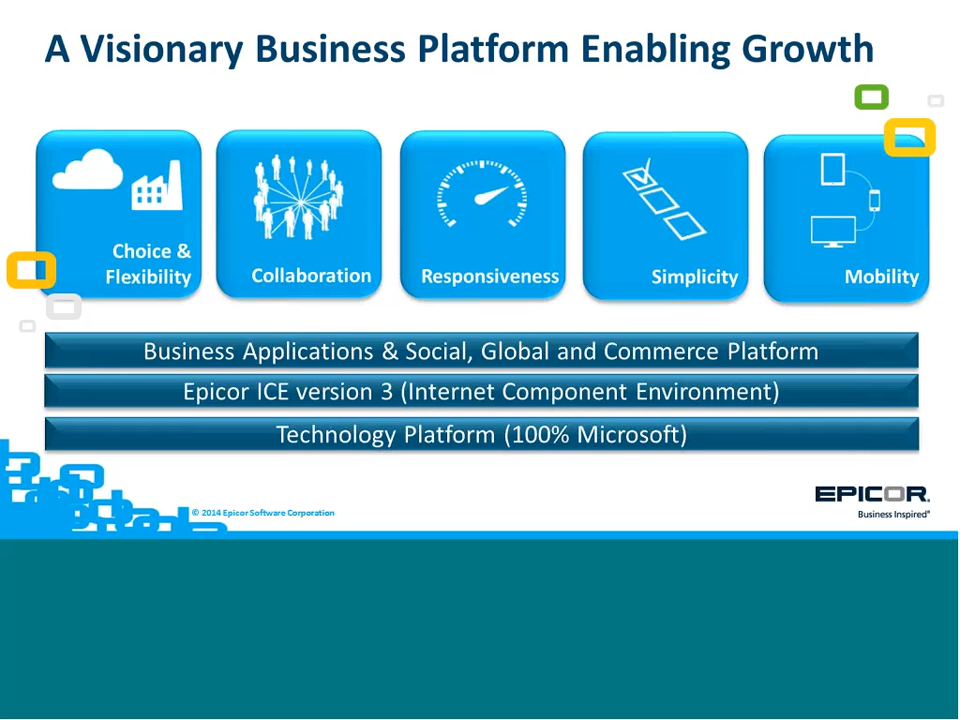 A Visionary Business Platform Enabling Growth
Choice &
Flexibility
Collaboration
Responsiveness
Simplicity
Mobility
Business Applications & Social, Global and Commerce Platform
Epicor ICE version 3 (Internet Component Environment)
Technology Platform (100% Microsoft)
© 2014 Epicor Software Corporation
EPICOR®
Business Inspired®